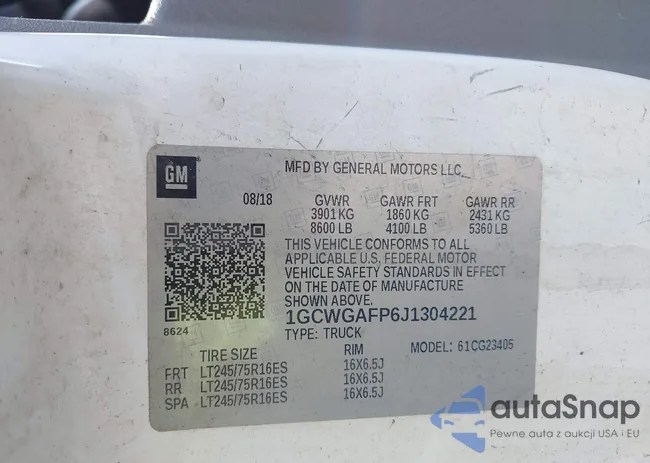 GM
MFD BY GENERAL MOTORS LLC
08/18 GVWR GAWR FRT GAWR RR
3901 KG 1860 KG 2431 KG
8600 LB 4100 LB 5360 LB
THIS VEHICLE CONFORMS TO ALL
APPLICABLE U.S. FEDERAL MOTOR
VEHICLE SAFETY STANDARDS IN EFFECT
ON THE DATE OF MANUFACTURE
SHOWN ABOVE.
8624 1GCWGAFP6J1304221
TYPE: TRUCK MODEL: 61CG23405
TIRE SIZE RIM
FRT LT245/75R16ES 16X6.5J
RR LT245/75R16ES 16X6.5J
SPA LT245/75R16ES 16X6.5J
autoSnap
Pewne auta z aukcji USA i EU